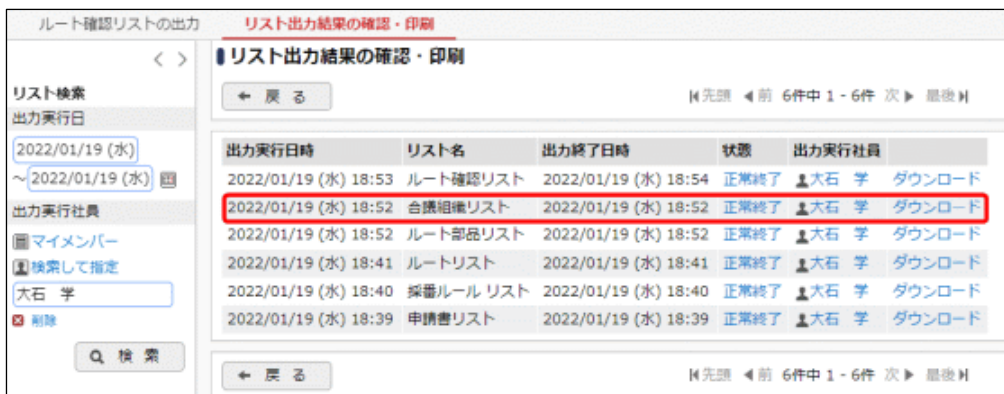 ルート確認リストの出力 リスト出力結果の確認・印刷
リスト出力結果の確認・印刷
リスト検索
出力実行日
2022/01/19 (水)
～2022/01/19 (水)
出力実行社員
マイメンバー
検索して指定
大石 学
削除
検 索
戻 る 先頭 前 6件中 1 - 6件 次 最後
出力実行日時 リスト名 出力終了日時 状態 出力実行社員
2022/01/19 (水) 18:53 ルート確認リスト 2022/01/19 (水) 18:54 正常終了 大石 学 ダウンロード
2022/01/19 (水) 18:52 合議組織リスト 2022/01/19 (水) 18:52 正常終了 大石 学 ダウンロード
2022/01/19 (水) 18:52 ルート部品リスト 2022/01/19 (水) 18:52 正常終了 大石 学 ダウンロード
2022/01/19 (水) 18:41 ルートリスト 2022/01/19 (水) 18:41 正常終了 大石 学 ダウンロード
2022/01/19 (水) 18:40 採番ルール リスト 2022/01/19 (水) 18:40 正常終了 大石 学 ダウンロード
2022/01/19 (水) 18:39 申請書リスト 2022/01/19 (水) 18:39 正常終了 大石 学 ダウンロード
戻 る 先頭 前 6件中 1 - 6件 次 最後